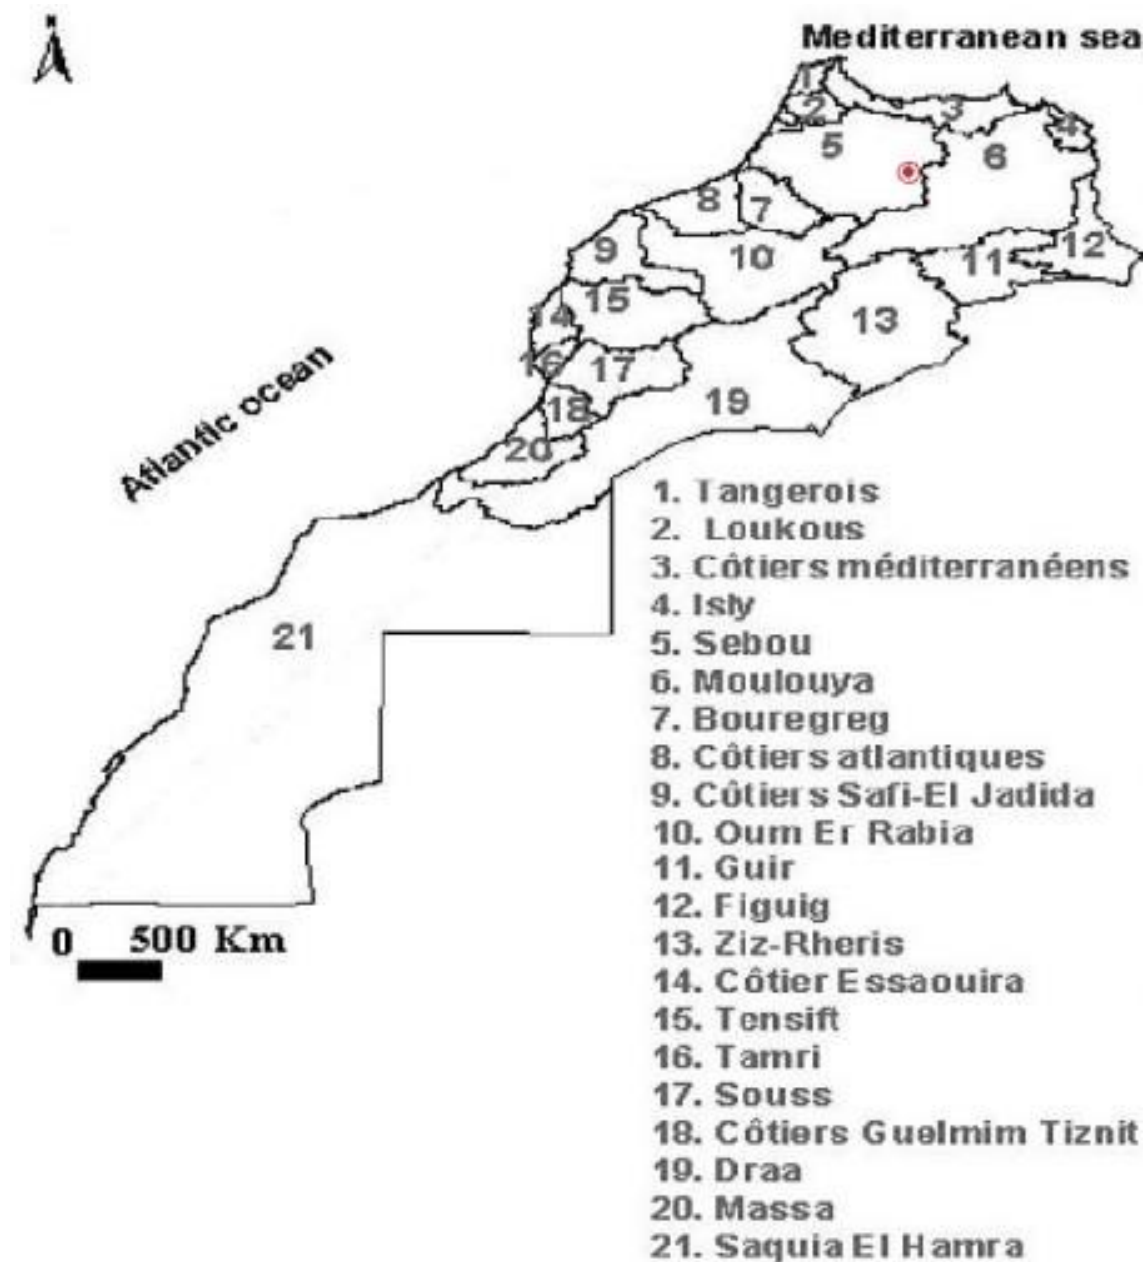 N
Mediterranean sea
1
2
3
4
5
6
7
8
9
10
11
12
13
14
15
16
17
18
19
20
21
Atlantic ocean
1. Tangerois
2. Loukous
3. Côtiers méditerranéens
4. Isly
5. Sebou
6. Moulouya
7. Bouregreg
8. Côtiers atlantiques
9. Côtiers Safi-El Jadida
10. Oum Er Rabia
11. Guir
12. Figuig
13. Ziz-Rheris
14. Côtier Essaouira
15. Tensift
16. Tamri
17. Souss
18. Côtiers Guelmim Tiznit
19. Draa
20. Massa
21. Saquia El Hamra
0 500 Km